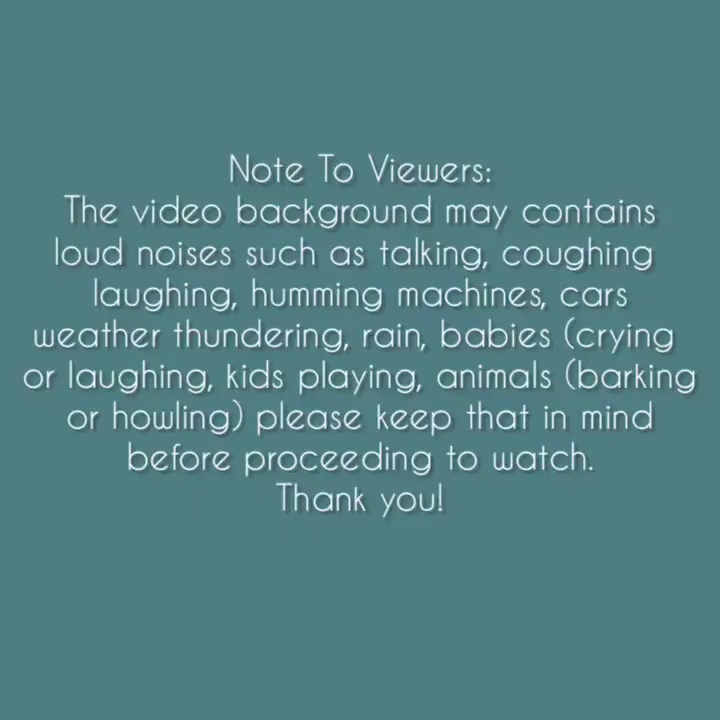 Note To Viewers:
The video background may contains
loud noises such as talking, coughing
laughing, humming machines, cars
weather thundering, rain, babies (crying
or laughing, kids playing, animals (barking
or howling) please keep that in mind
before proceeding to watch.
Thank you!